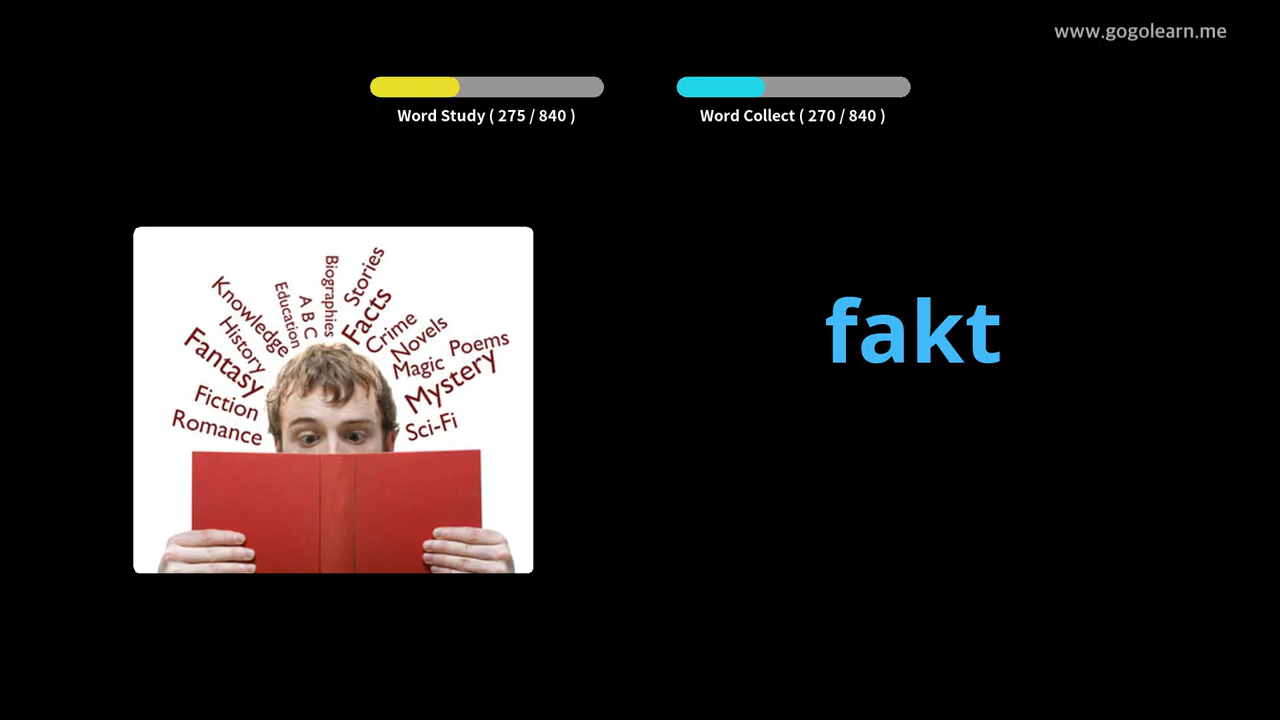 www.gogolearn.me
Word Study ( 275 / 840 )
Word Collect ( 270 / 840 )
Biographies
Stories
Knowledge
Education
A B C
Facts
Crime
History
Novels
Fantasy
Magic
Poems
Mystery
Fiction
Romance
Sci-Fi
fakt